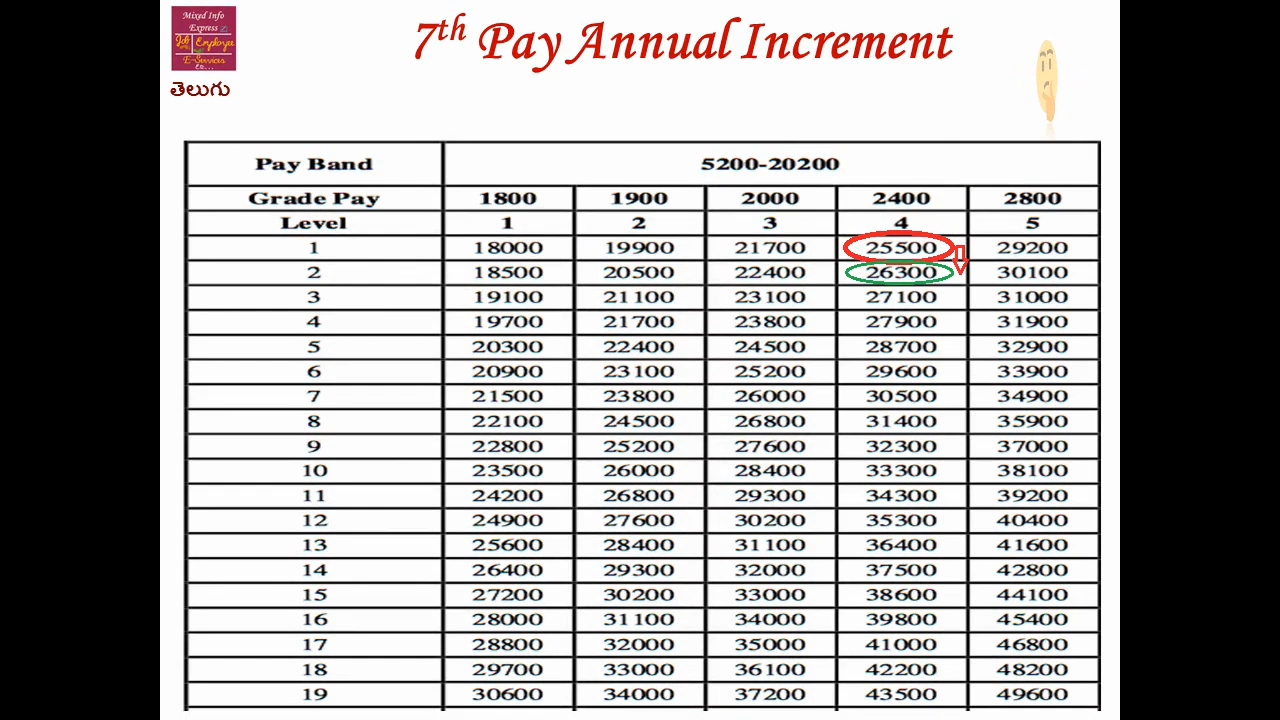 Mixed Info
Express
Job Employee
E-Services
తెలుగు
7th Pay Annual Increment
Pay Band 5200-20200
Grade Pay 1800 1900 2000 2400 2800
Level 1 2 3 4 5
1 18000 19900 21700 25500 29200
2 18500 20500 22400 26300 30100
3 19100 21100 23100 27100 31000
4 19700 21700 23800 27900 31900
5 20300 22400 24500 28700 32900
6 20900 23100 25200 29600 33900
7 21500 23800 26000 30500 34900
8 22100 24500 26800 31400 35900
9 22800 25200 27600 32300 37000
10 23500 26000 28400 33300 38100
11 24200 26800 29300 34300 39200
12 24900 27600 30200 35300 40400
13 25600 28400 31100 36400 41600
14 26400 29300 32000 37500 42800
15 27200 30200 33000 38600 44100
16 28000 31100 34000 39800 45400
17 28800 32000 35000 41000 46800
18 29700 33000 36100 42200 48200
19 30600 34000 37200 43500 49600